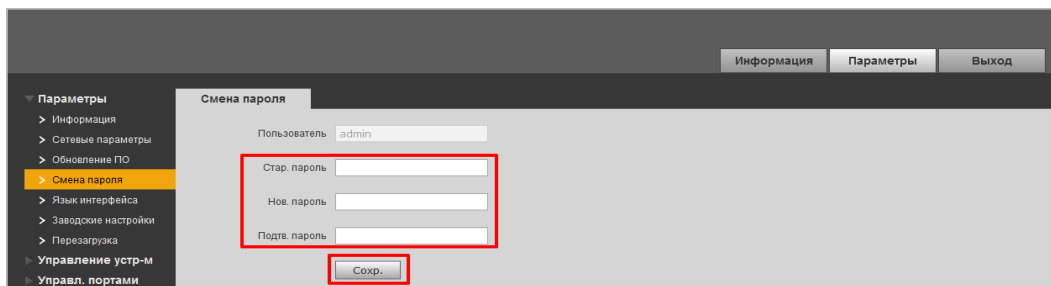 Информация Параметры Выход
Параметры
Информация
Сетевые параметры
Обновление ПО
Смена пароля
Язык интерфейса
Заводские настройки
Перезагрузка
Управление устр-м
Управл. портами
Смена пароля
Пользователь admin
Стар. пароль
Нов. пароль
Подтв. пароль
Сохр.